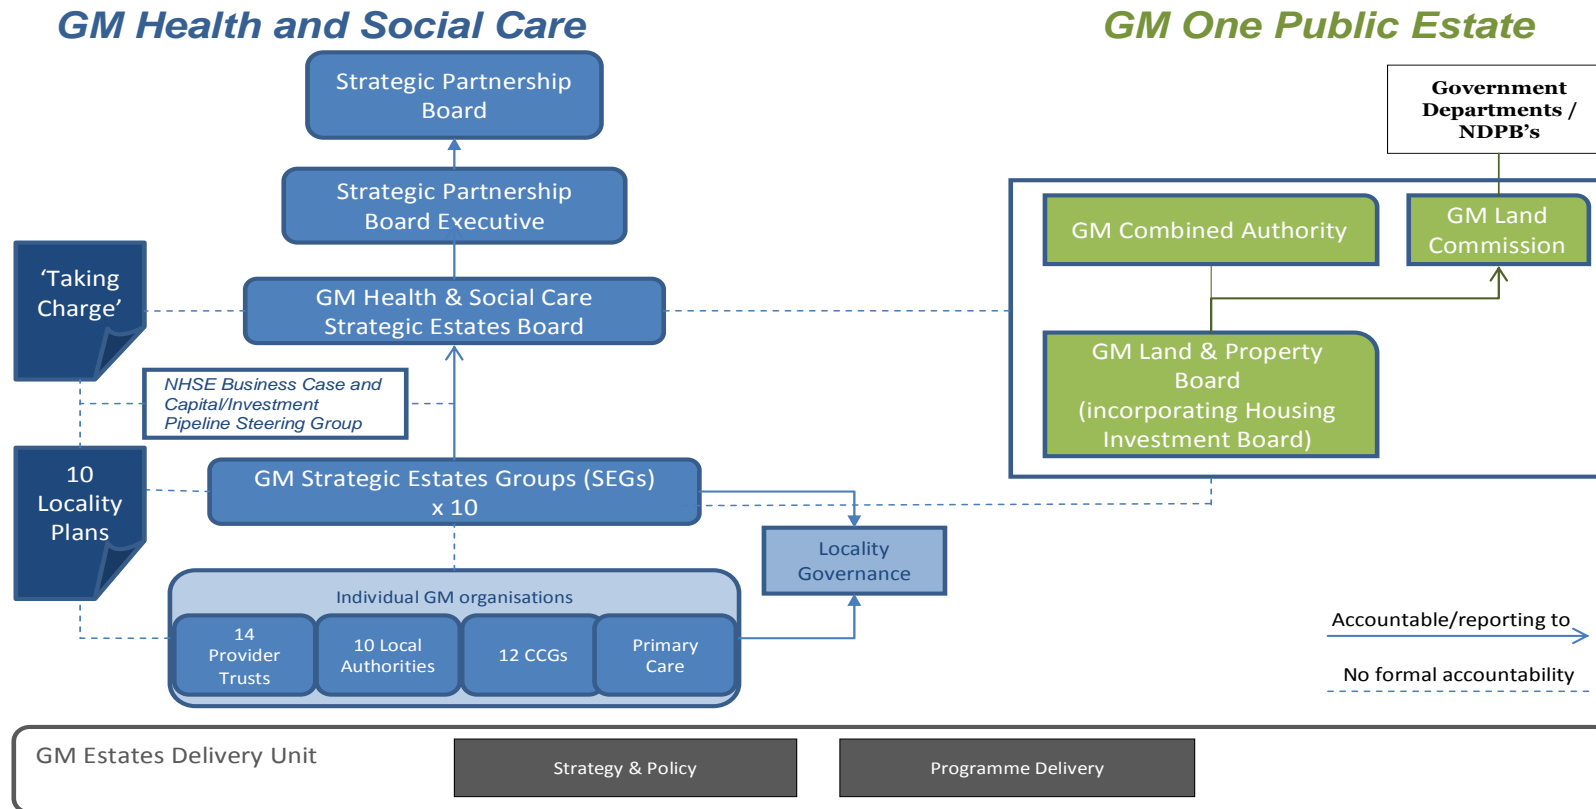 GM Health and Social Care
GM One Public Estate
Strategic Partnership
Board
Government
Departments /
NDPB’s
Strategic Partnership
Board Executive
GM Combined Authority
GM Land
Commission
‘Taking
Charge’
GM Health & Social Care
Strategic Estates Board
GM Land & Property
Board
(incorporating Housing
Investment Board)
NHSE Business Case and
Capital/Investment
Pipeline Steering Group
10
Locality
Plans
GM Strategic Estates Groups (SEGs)
x 10
Locality
Governance
Individual GM organisations
14
Provider
Trusts
10 Local
Authorities
12 CCGs
Primary
Care
Accountable/reporting to
No formal accountability
GM Estates Delivery Unit
Strategy & Policy
Programme Delivery